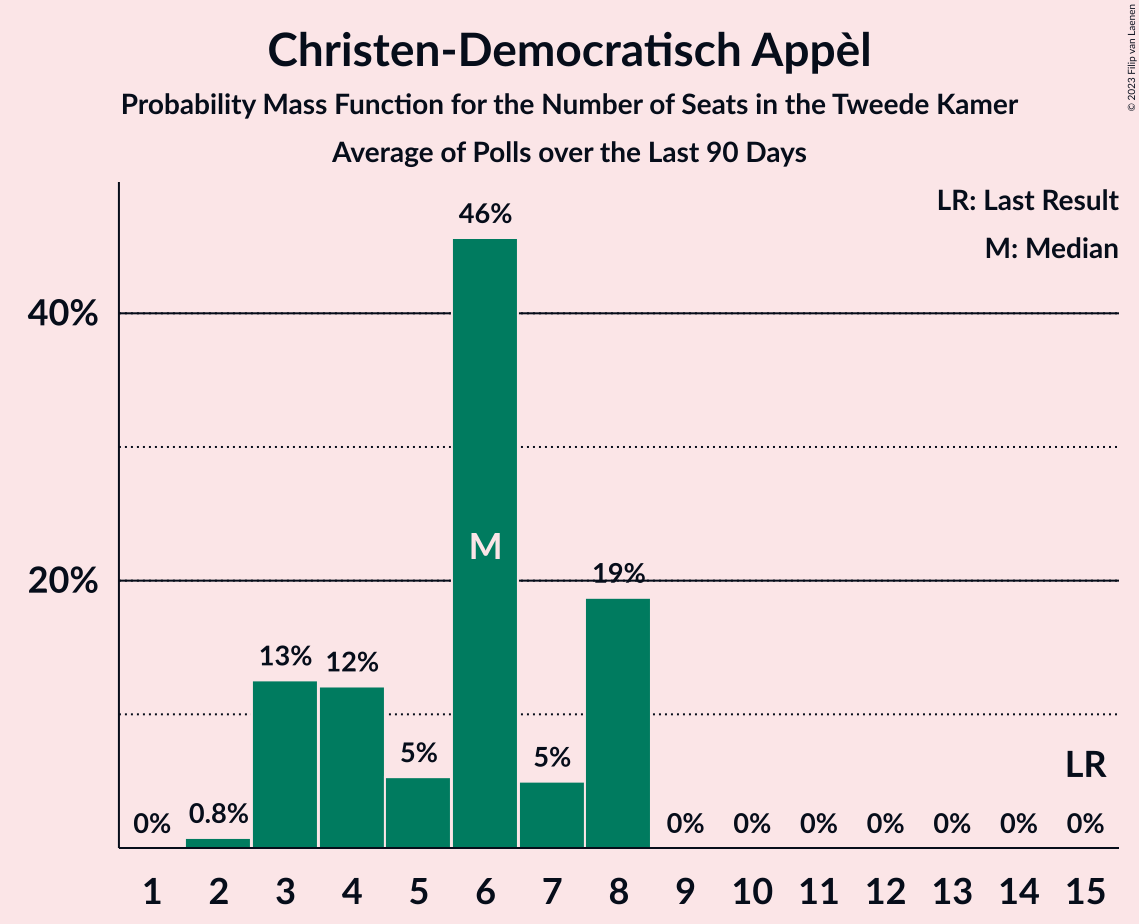 Christen-Democratisch Appèl
Probability Mass Function for the Number of Seats in the Tweede Kamer
Average of Polls over the Last 90 Days
© 2023 Filip van Laenen
LR: Last Result
M: Median
46%
40%
M
19%
20%
13%
12%
5%
5%
LR
0%
0.8%
0%
0%
0%
0%
0%
0%
0%
1 2 3 4 5 6 7 8 9 10 11 12 13 14 15